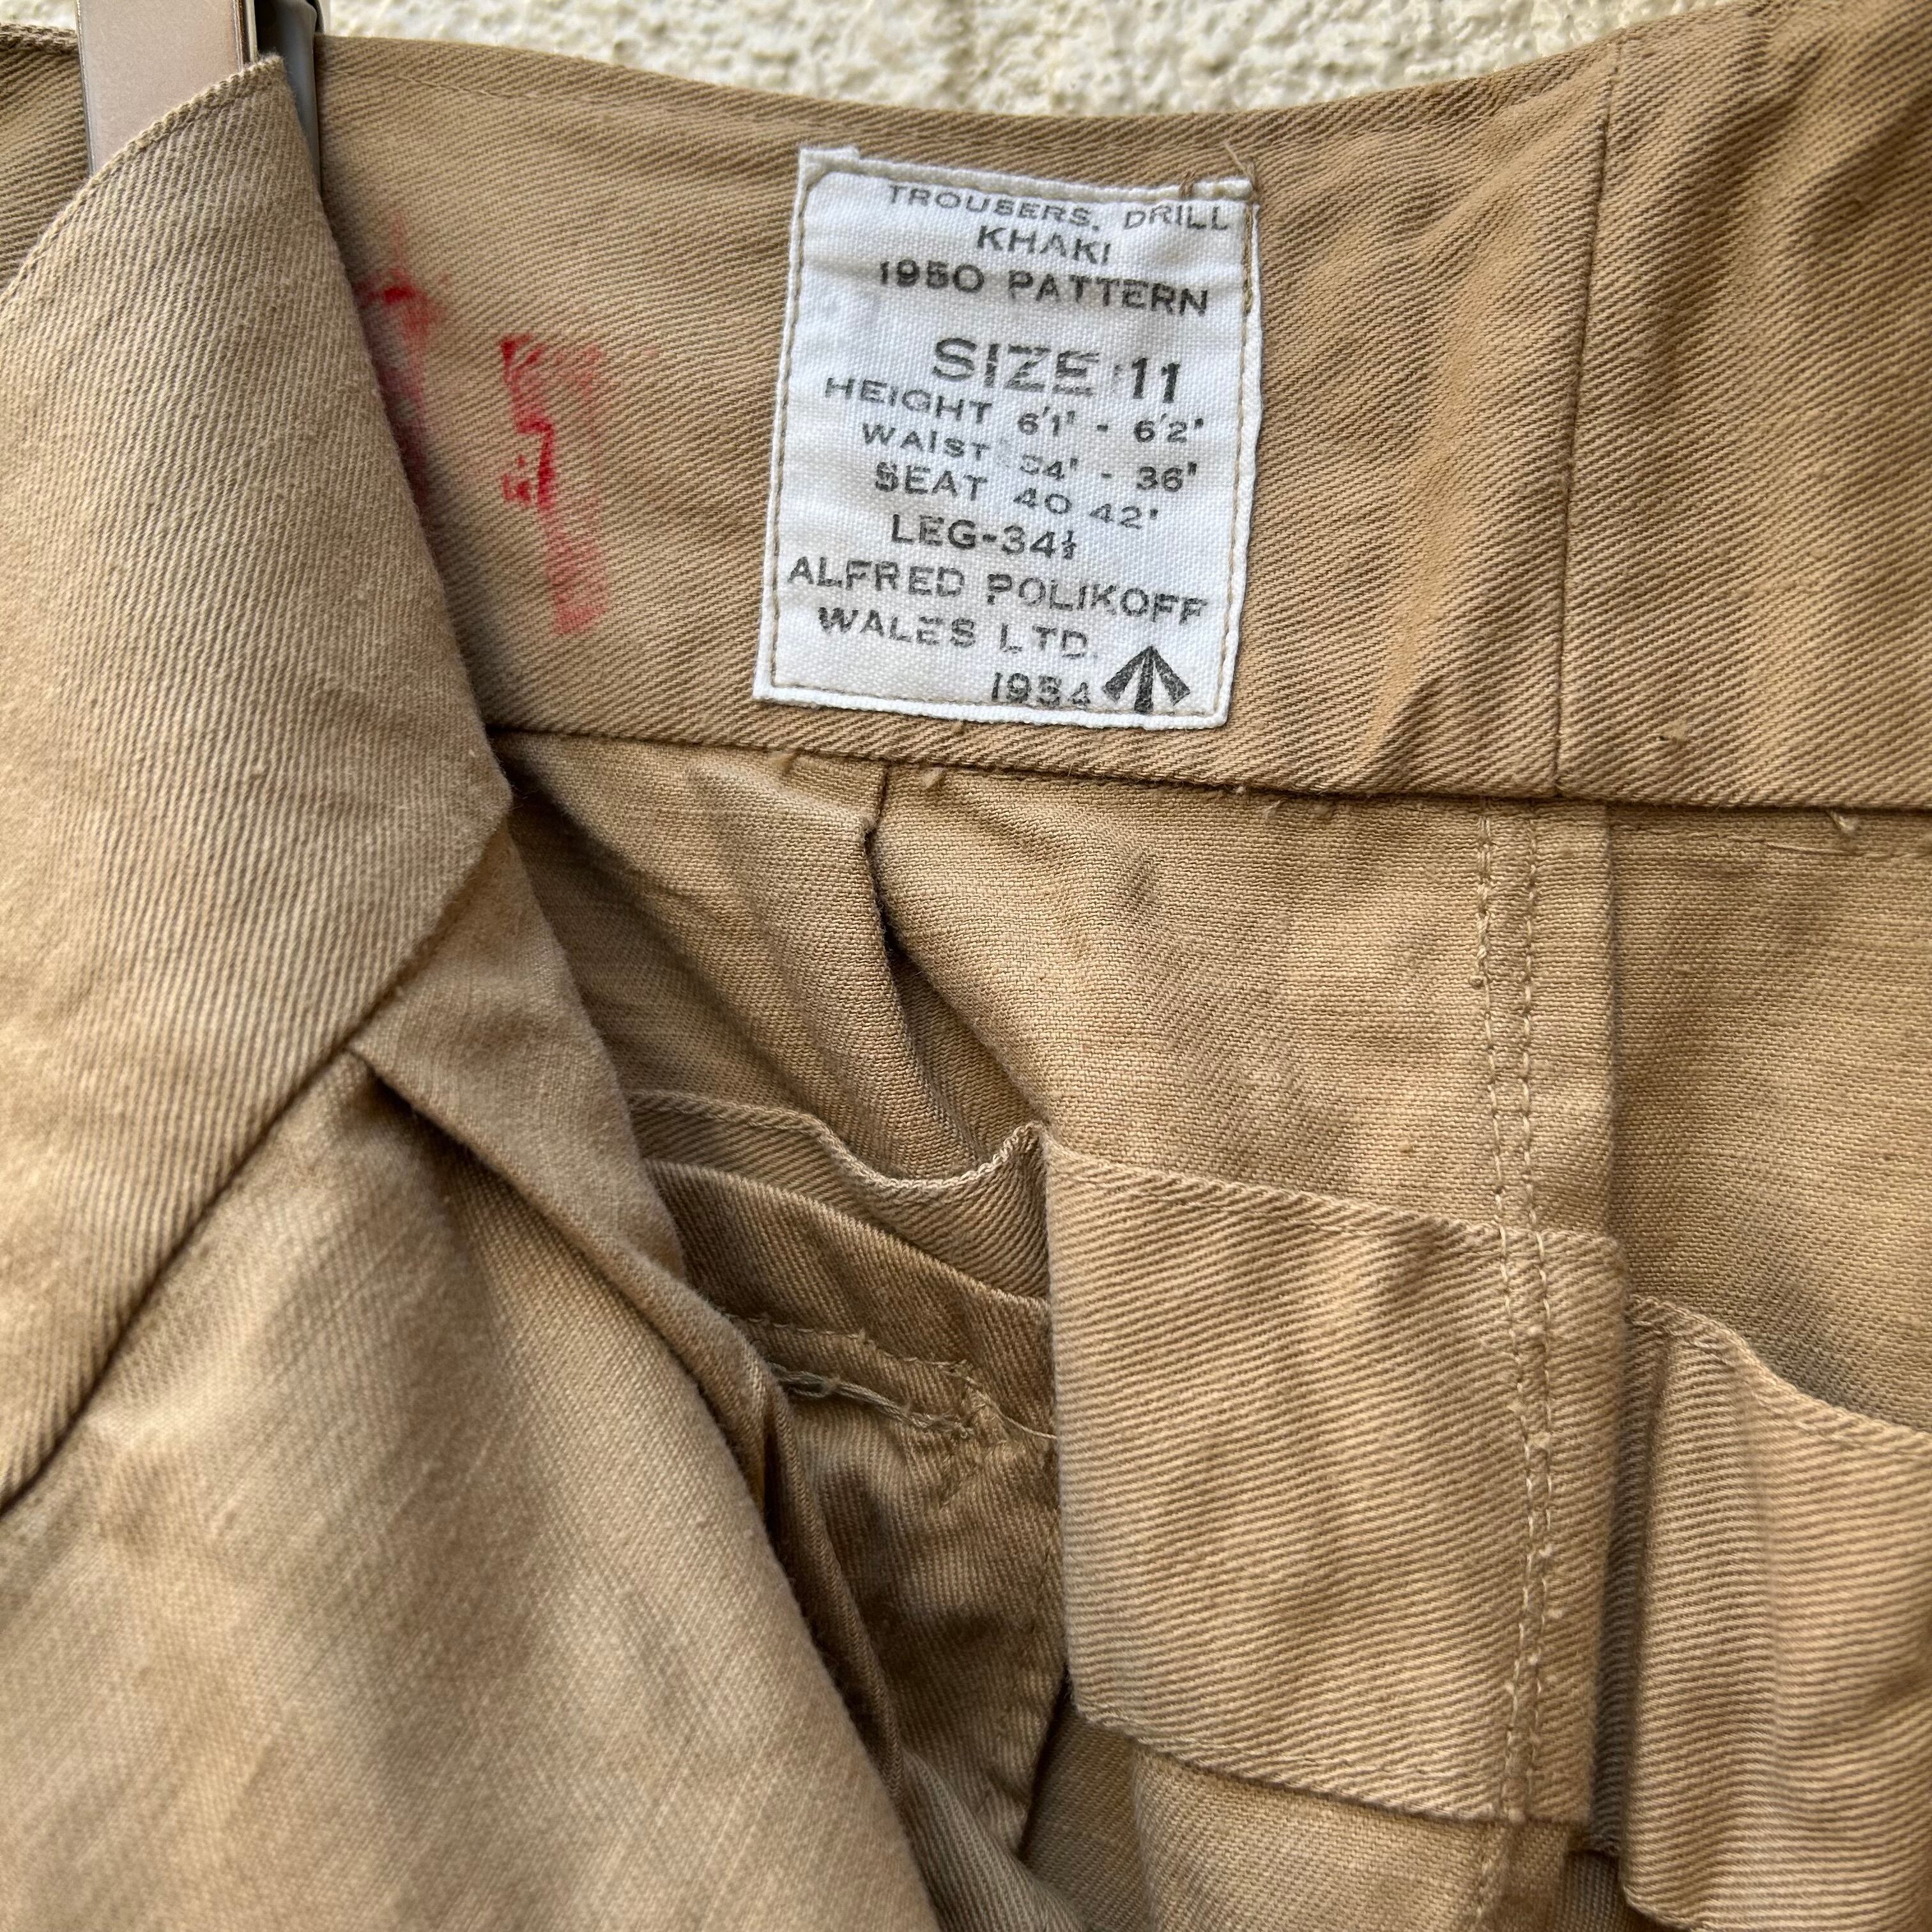 TROUSERS, DRILL
KHAKI
1950 PATTERN
SIZE 11
HEIGHT 6'1" - 6'2"
WAIST 34" - 36"
SEAT 40 42"
LEG-34½
ALFRED POLIKOFF
WALES LTD.
1954